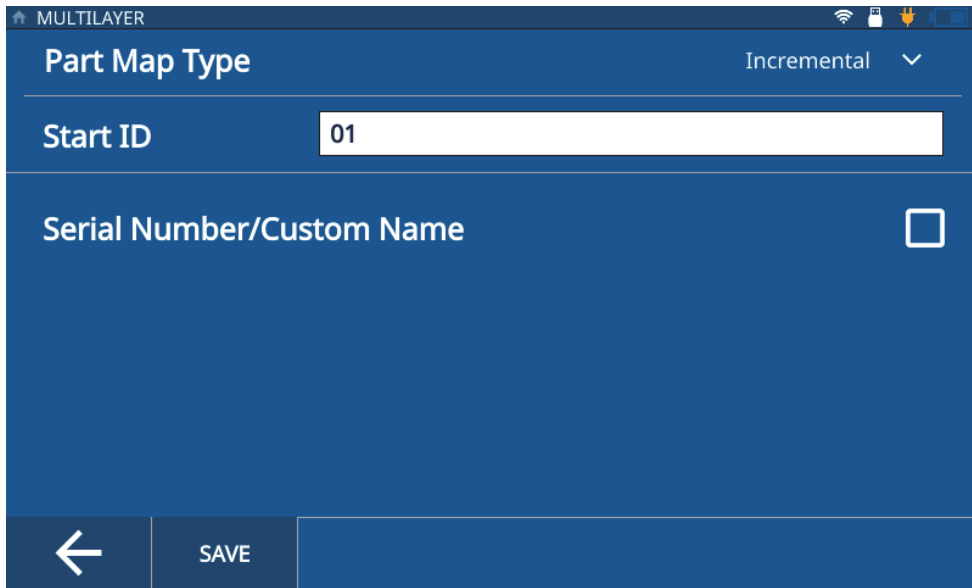 MULTILAYER
Part Map Type Incremental
Start ID 01
Serial Number/Custom Name
SAVE